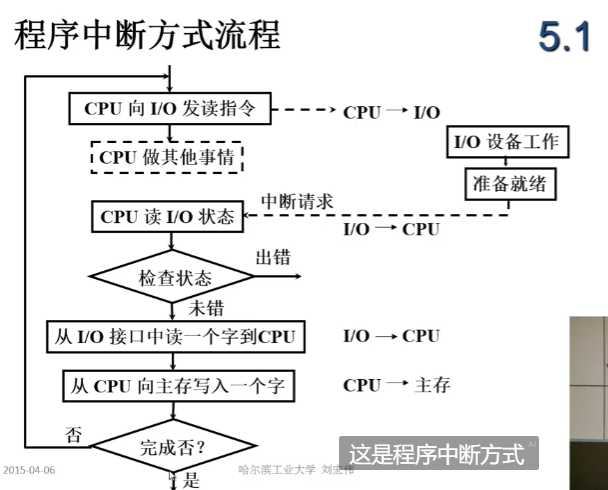 程序中断方式流程
5.1
CPU 向 I/O 发读指令
CPU → I/O
CPU 做其他事情
I/O 设备工作
准备就绪
中断请求
CPU 读 I/O 状态
I/O → CPU
出错
检查状态
未错
从 I/O 接口中读一个字到CPU
I/O → CPU
从 CPU 向主存写入一个字
CPU → 主存
否
完成否?
这是程序中断方式
AI
2015-04-06
哈尔滨工业大学 刘宏伟
是